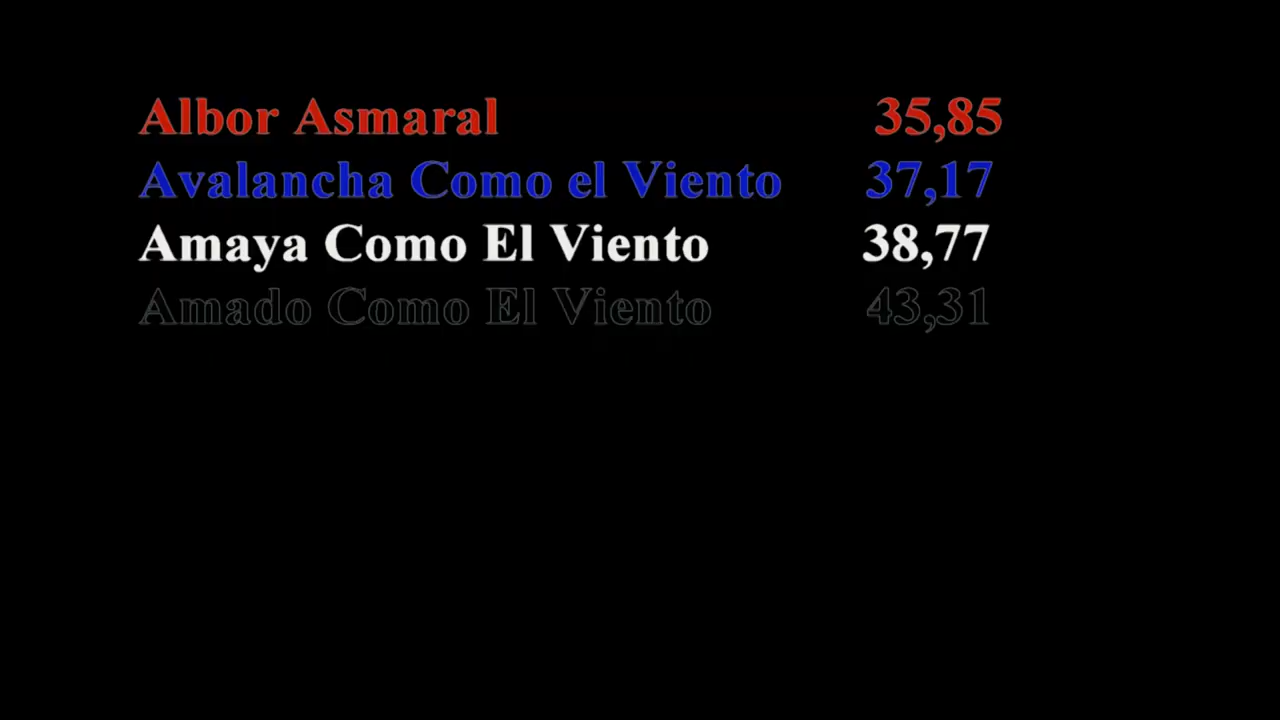 Albor Asmaral 35,85
Avalancha Como el Viento 37,17
Amaya Como El Viento 38,77
Amado Como El Viento 43,31